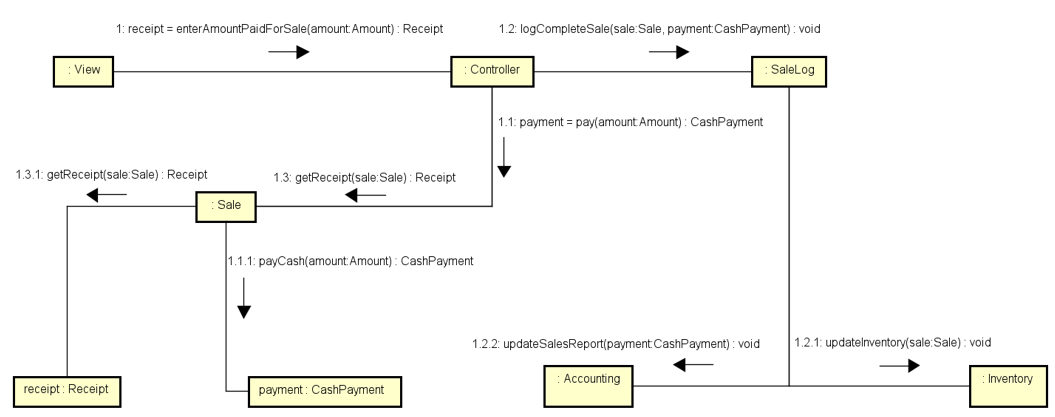 1: receipt = enterAmountPaidForSale(amount:Amount) : Receipt
1.2: logCompleteSale(sale:Sale, payment:CashPayment) : void
: View
: Controller
: SaleLog
1.1: payment = pay(amount:Amount) : CashPayment
1.3.1: getReceipt(sale:Sale) : Receipt
1.3: getReceipt(sale:Sale) : Receipt
: Sale
1.1.1: payCash(amount:Amount) : CashPayment
1.2.2: updateSalesReport(payment:CashPayment) : void
1.2.1: updateInventory(sale:Sale) : void
receipt : Receipt
payment : CashPayment
: Accounting
: Inventory